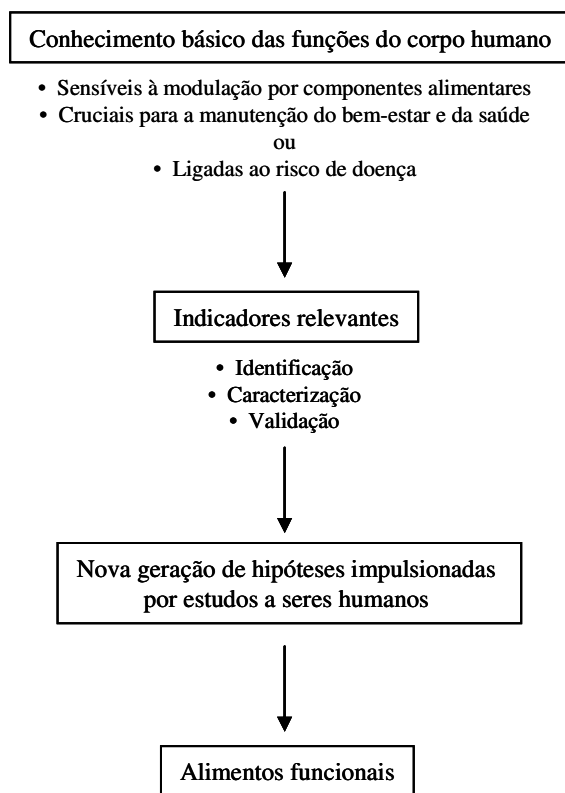 Conhecimento básico das funções do corpo humano
• Sensíveis à modulação por componentes alimentares
• Cruciais para a manutenção do bem-estar e da saúde
ou
• Ligadas ao risco de doença
Indicadores relevantes
• Identificação
• Caracterização
• Validação
Nova geração de hipóteses impulsionadas
por estudos a seres humanos
Alimentos funcionais